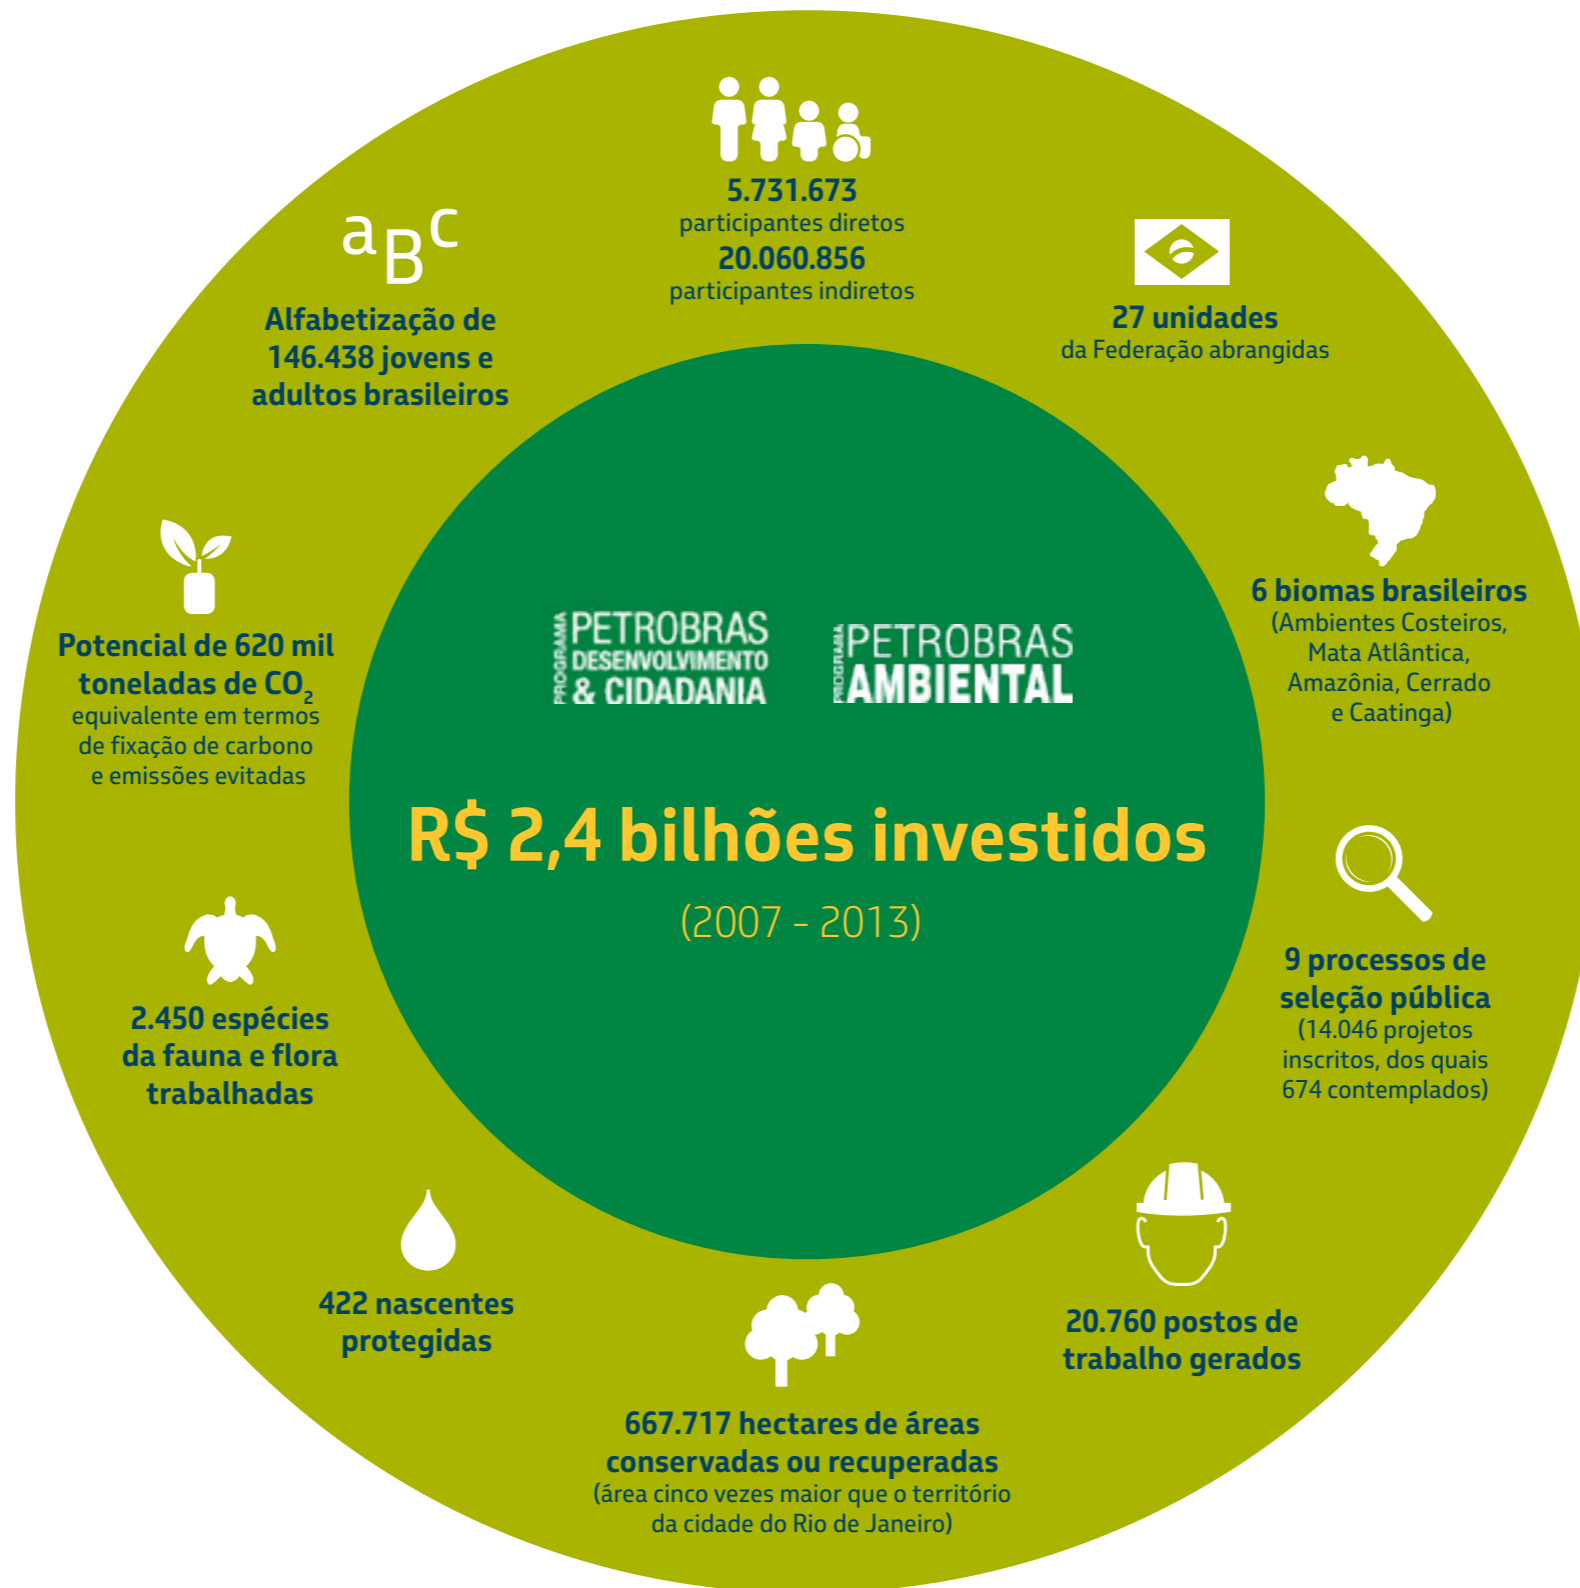 5.731.673
participantes diretos
20.060.856
participantes indiretos
27 unidades
da Federação abrangidas
6 biomas brasileiros
(Ambientes Costeiros,
Mata Atlântica,
Amazônia, Cerrado
e Caatinga)
9 processos de
seleção pública
(14.046 projetos
inscritos, dos quais
674 contemplados)
20.760 postos de
trabalho gerados
667.717 hectares de áreas
conservadas ou recuperadas
(área cinco vezes maior que o território
da cidade do Rio de Janeiro)
422 nascentes
protegidas
2.450 espécies
da fauna e flora
trabalhadas
Potencial de 620 mil
toneladas de CO₂
equivalente em termos
de fixação de carbono
e emissões evitadas
aBc
Alfabetização de
146.438 jovens e
adultos brasileiros
PROGRAMA
PETROBRAS
DESENVOLVIMENTO
& CIDADANIA
PROGRAMA
PETROBRAS
AMBIENTAL
R$ 2,4 bilhões investidos
(2007 - 2013)